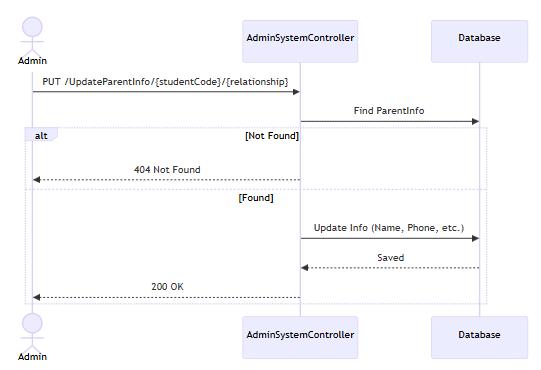 Admin
AdminSystemController
Database
PUT /UpdateParentInfo/{studentCode}/{relationship}
Find ParentInfo
alt
[Not Found]
404 Not Found
[Found]
Update Info (Name, Phone, etc.)
Saved
200 OK
Admin
AdminSystemController
Database